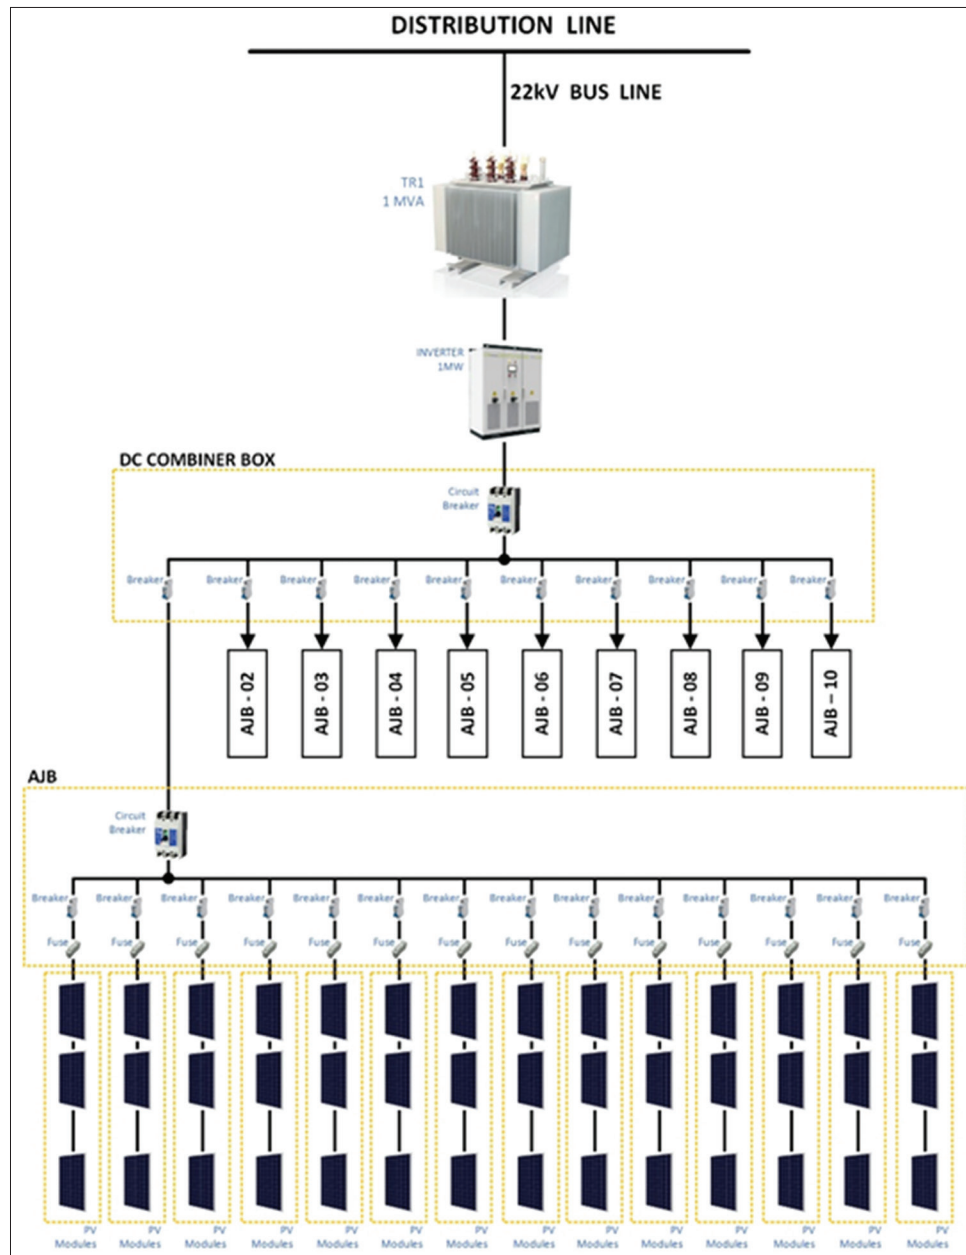 DISTRIBUTION LINE
22kV BUS LINE
TR1
1 MVA
INVERTER
1MW
DC COMBINER BOX
Circuit
Breaker
Breaker Breaker Breaker Breaker Breaker Breaker Breaker Breaker Breaker Breaker
AJB - 02
AJB - 03
AJB - 04
AJB - 05
AJB - 06
AJB - 07
AJB - 08
AJB - 09
AJB – 10
AJB
Circuit
Breaker
Breaker Breaker Breaker Breaker Breaker Breaker Breaker Breaker Breaker Breaker Breaker Breaker Breaker Breaker
Fuse Fuse Fuse Fuse Fuse Fuse Fuse Fuse Fuse Fuse Fuse Fuse Fuse Fuse
PV PV PV PV PV PV PV PV PV PV PV PV PV PV
Modules Modules Modules Modules Modules Modules Modules Modules Modules Modules Modules Modules Modules Modules